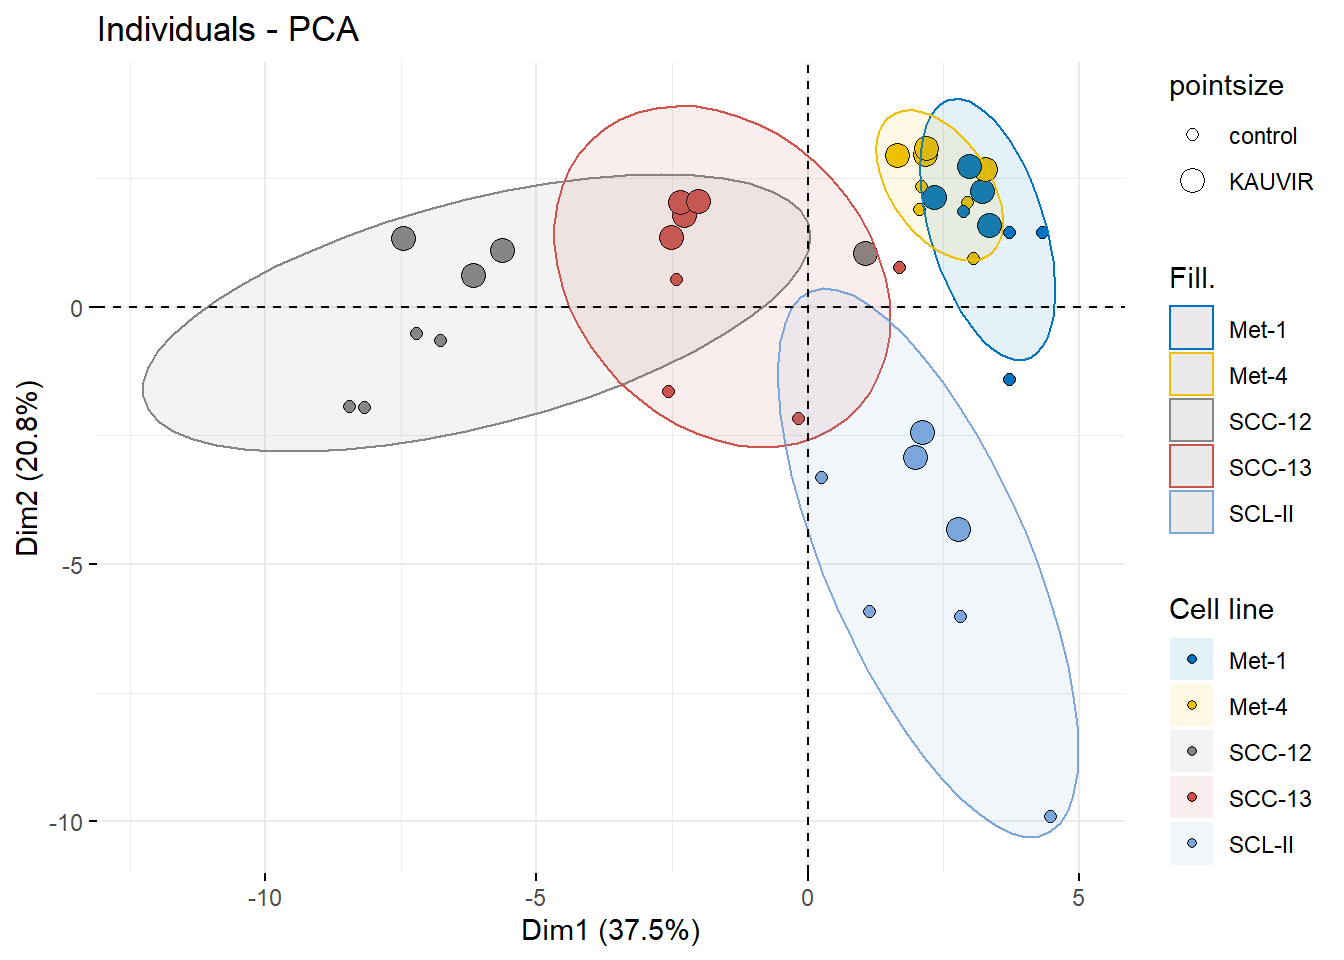 Individuals - PCA
0
-5
-10
Dim2 (20.8%)
-10
-5
0
5
Dim1 (37.5%)
pointsize
control
KAUVIR
Fill.
Met-1
Met-4
SCC-12
SCC-13
SCL-II
Cell line
Met-1
Met-4
SCC-12
SCC-13
SCL-II